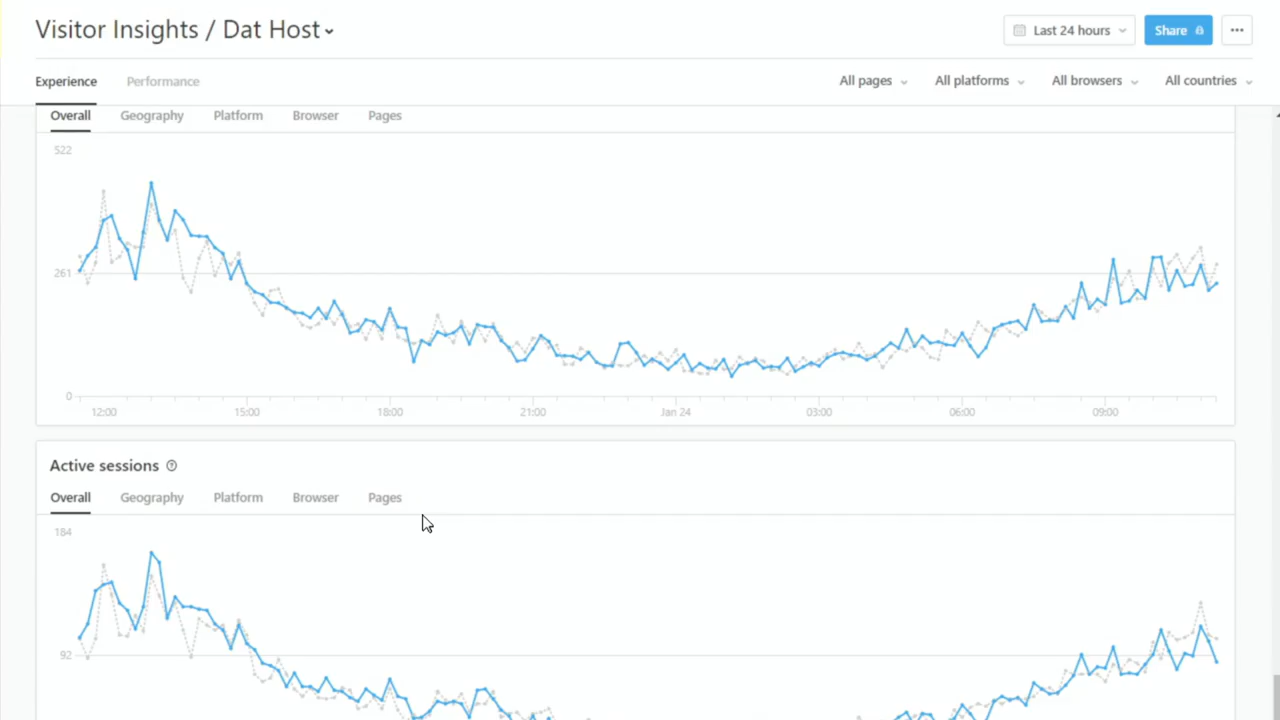 Visitor Insights / Dat Host
Last 24 hours
Share
Experience
Performance
All pages
All platforms
All browsers
All countries
Overall
Geography
Platform
Browser
Pages
522
261
0
12:00
15:00
18:00
21:00
Jan 24
03:00
06:00
09:00
Active sessions
Overall
Geography
Platform
Browser
Pages
184
92